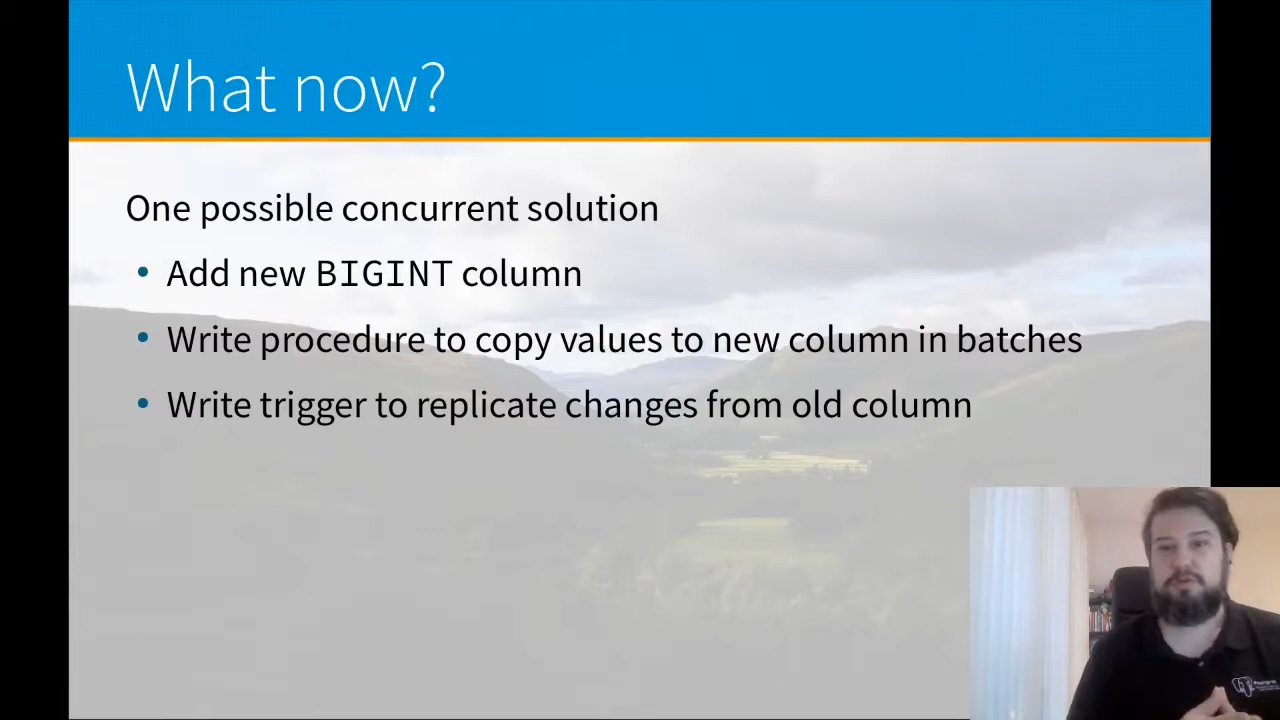 What now?
One possible concurrent solution
• Add new BIGINT column
• Write procedure to copy values to new column in batches
• Write trigger to replicate changes from old column